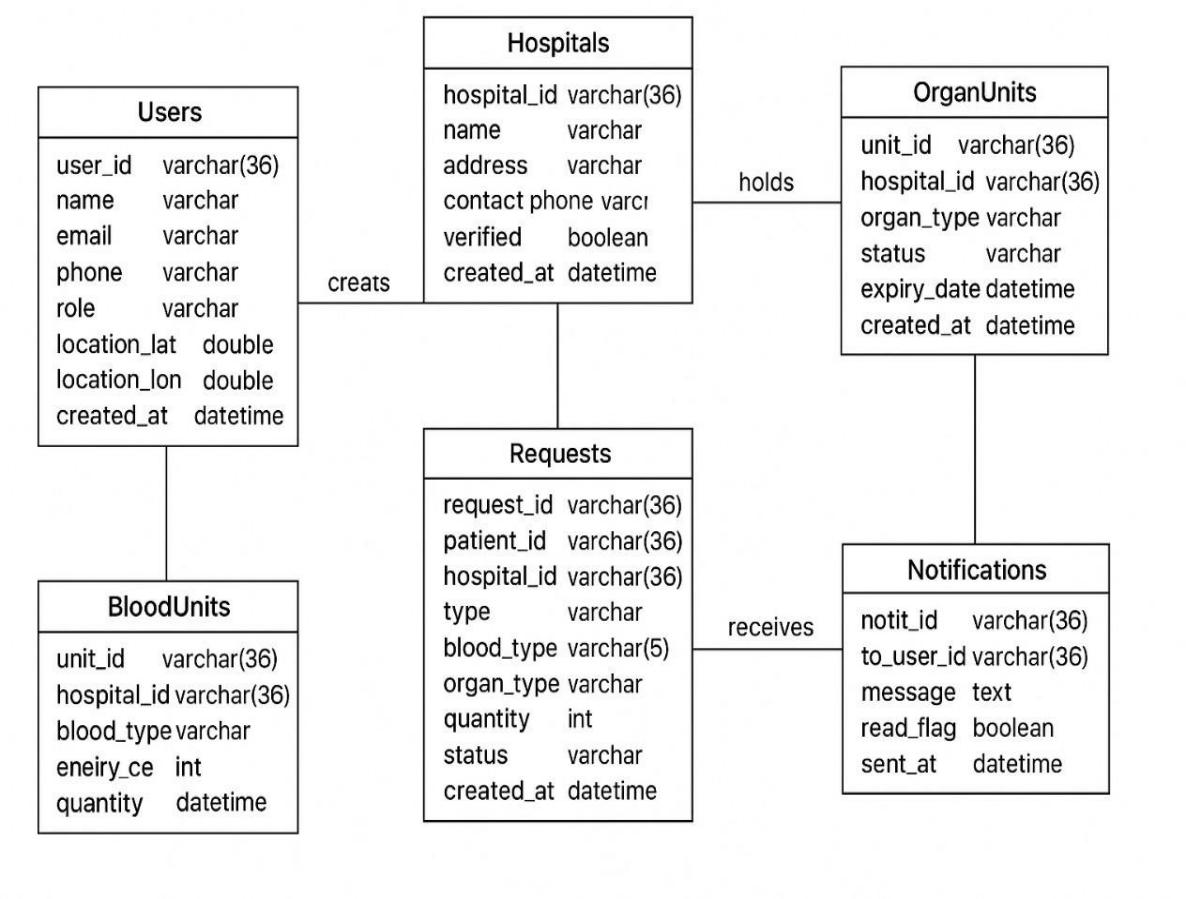 Users
user_id varchar(36)
name varchar
email varchar
phone varchar
role varchar
location_lat double
location_lon double
created_at datetime
creats
Hospitals
hospital_id varchar(36)
name varchar
address varchar
contact phone varcr
verified boolean
created_at datetime
holds
OrganUnits
unit_id varchar(36)
hospital_id varchar(36)
organ_type varchar
status varchar
expiry_date datetime
created_at datetime
BloodUnits
unit_id varchar(36)
hospital_id varchar(36)
blood_type varchar
eneiry_ce int
quantity datetime
Requests
request_id varchar(36)
patient_id varchar(36)
hospital_id varchar(36)
type varchar
blood_type varchar(5)
organ_type varchar
quantity int
status varchar
created_at datetime
receives
Notifications
notit_id varchar(36)
to_user_id varchar(36)
message text
read_flag boolean
sent_at datetime